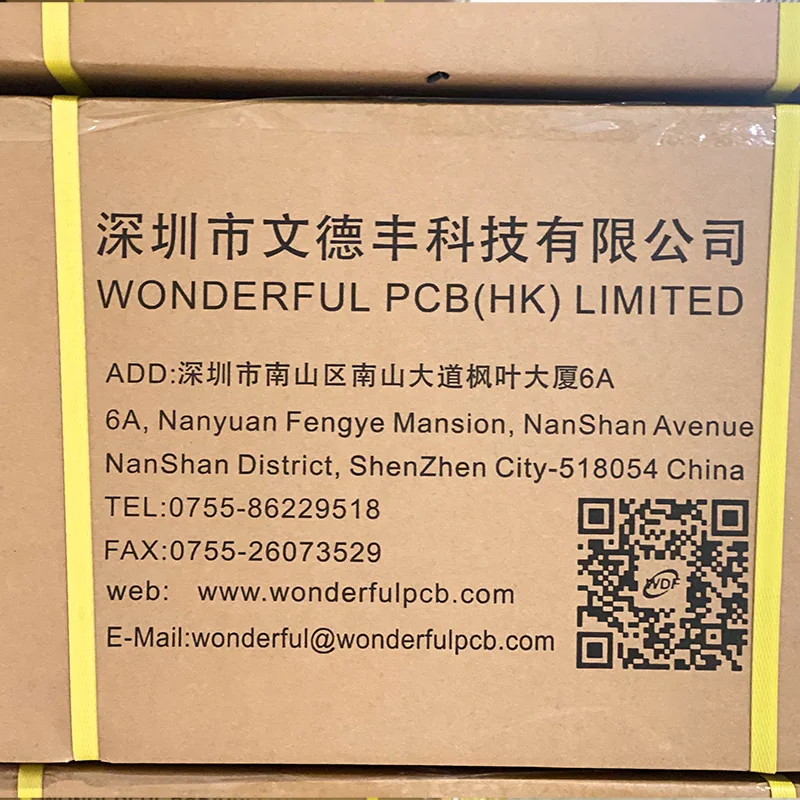 深圳市文德丰科技有限公司
WONDERFUL PCB(HK) LIMITED
ADD:深圳市南山区南山大道枫叶大厦6A
6A, Nanyuan Fengye Mansion, NanShan Avenue
NanShan District, ShenZhen City-518054 China
TEL:0755-86229518
FAX:0755-26073529
web: www.wonderfulpcb.com
E-Mail:wonderful@wonderfulpcb.com
WDF